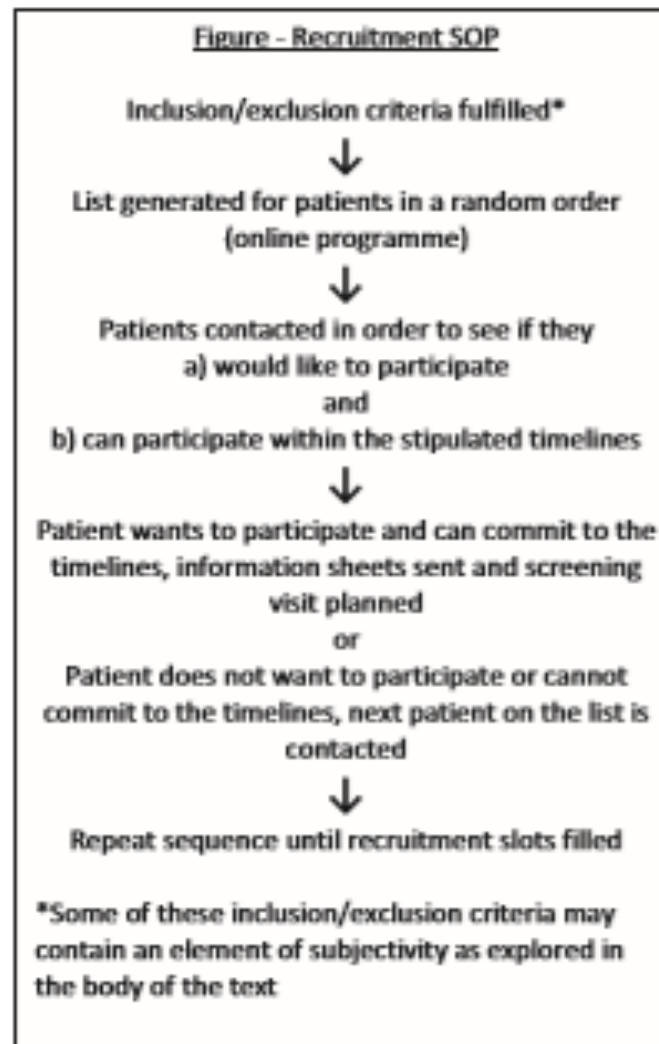 Figure - Recruitment SOP
Inclusion/exclusion criteria fulfilled*
List generated for patients in a random order
(online programme)
Patients contacted in order to see if they
a) would like to participate
and
b) can participate within the stipulated timelines
Patient wants to participate and can commit to the
timelines, information sheets sent and screening
visit planned
or
Patient does not want to participate or cannot
commit to the timelines, next patient on the list is
contacted
Repeat sequence until recruitment slots filled
*Some of these inclusion/exclusion criteria may
contain an element of subjectivity as explored in
the body of the text